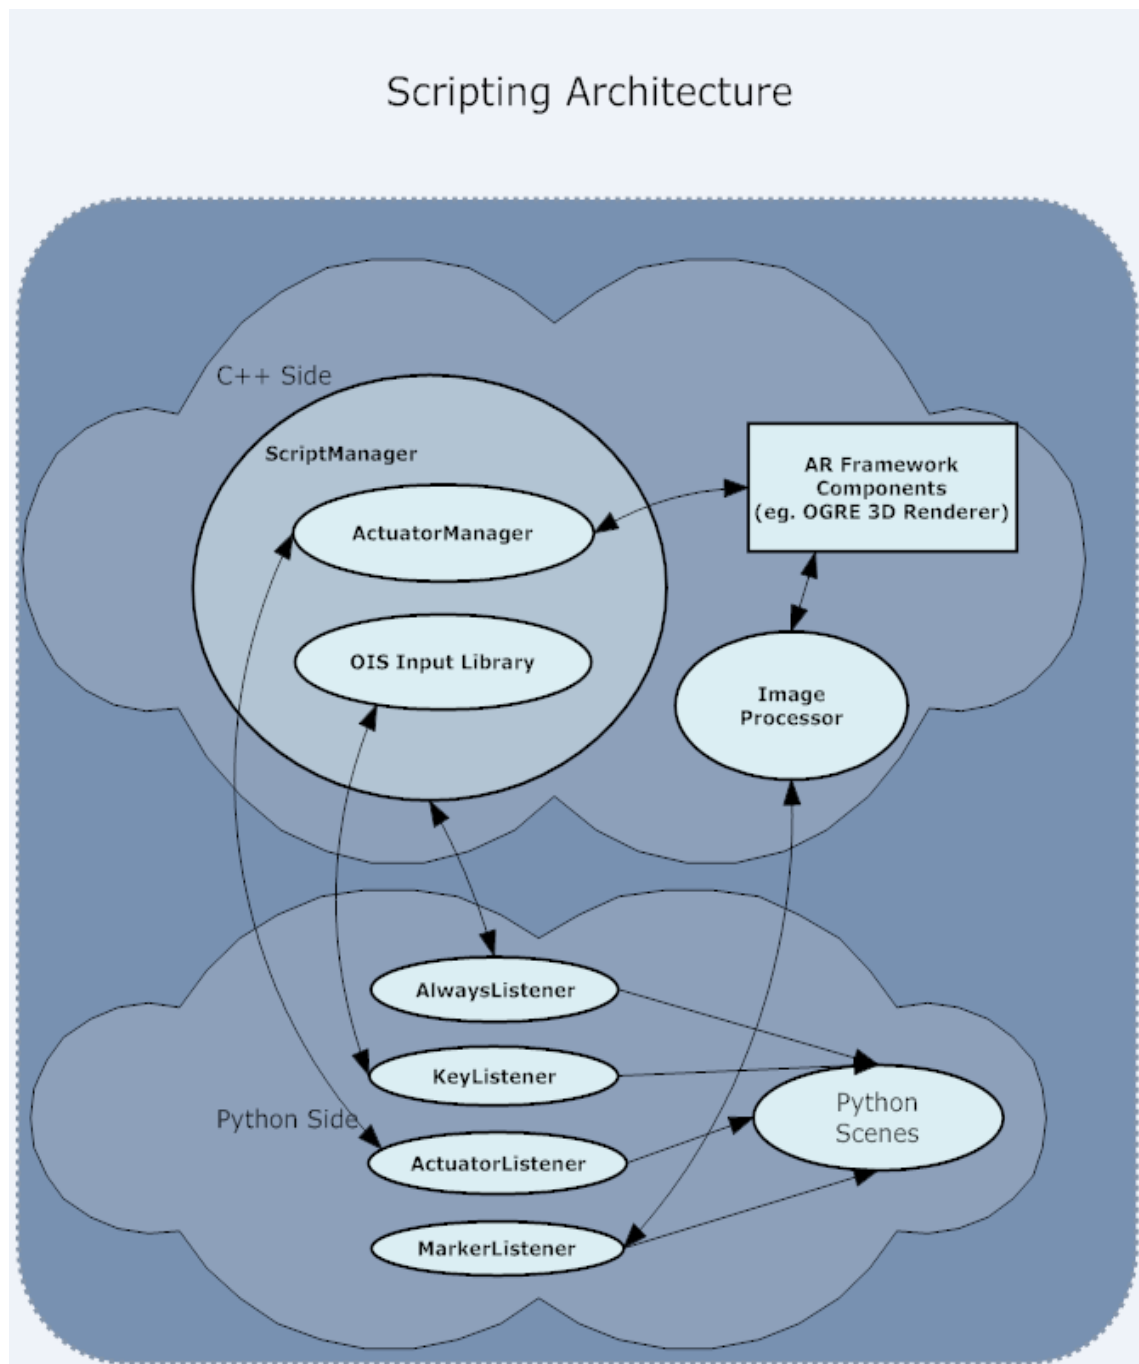 Scripting Architecture
C++ Side
ScriptManager
ActuatorManager
OIS Input Library
AR Framework
Components
(eg. OGRE 3D Renderer)
Image
Processor
AlwaysListener
KeyListener
Python Side
ActuatorListener
MarkerListener
Python
Scenes